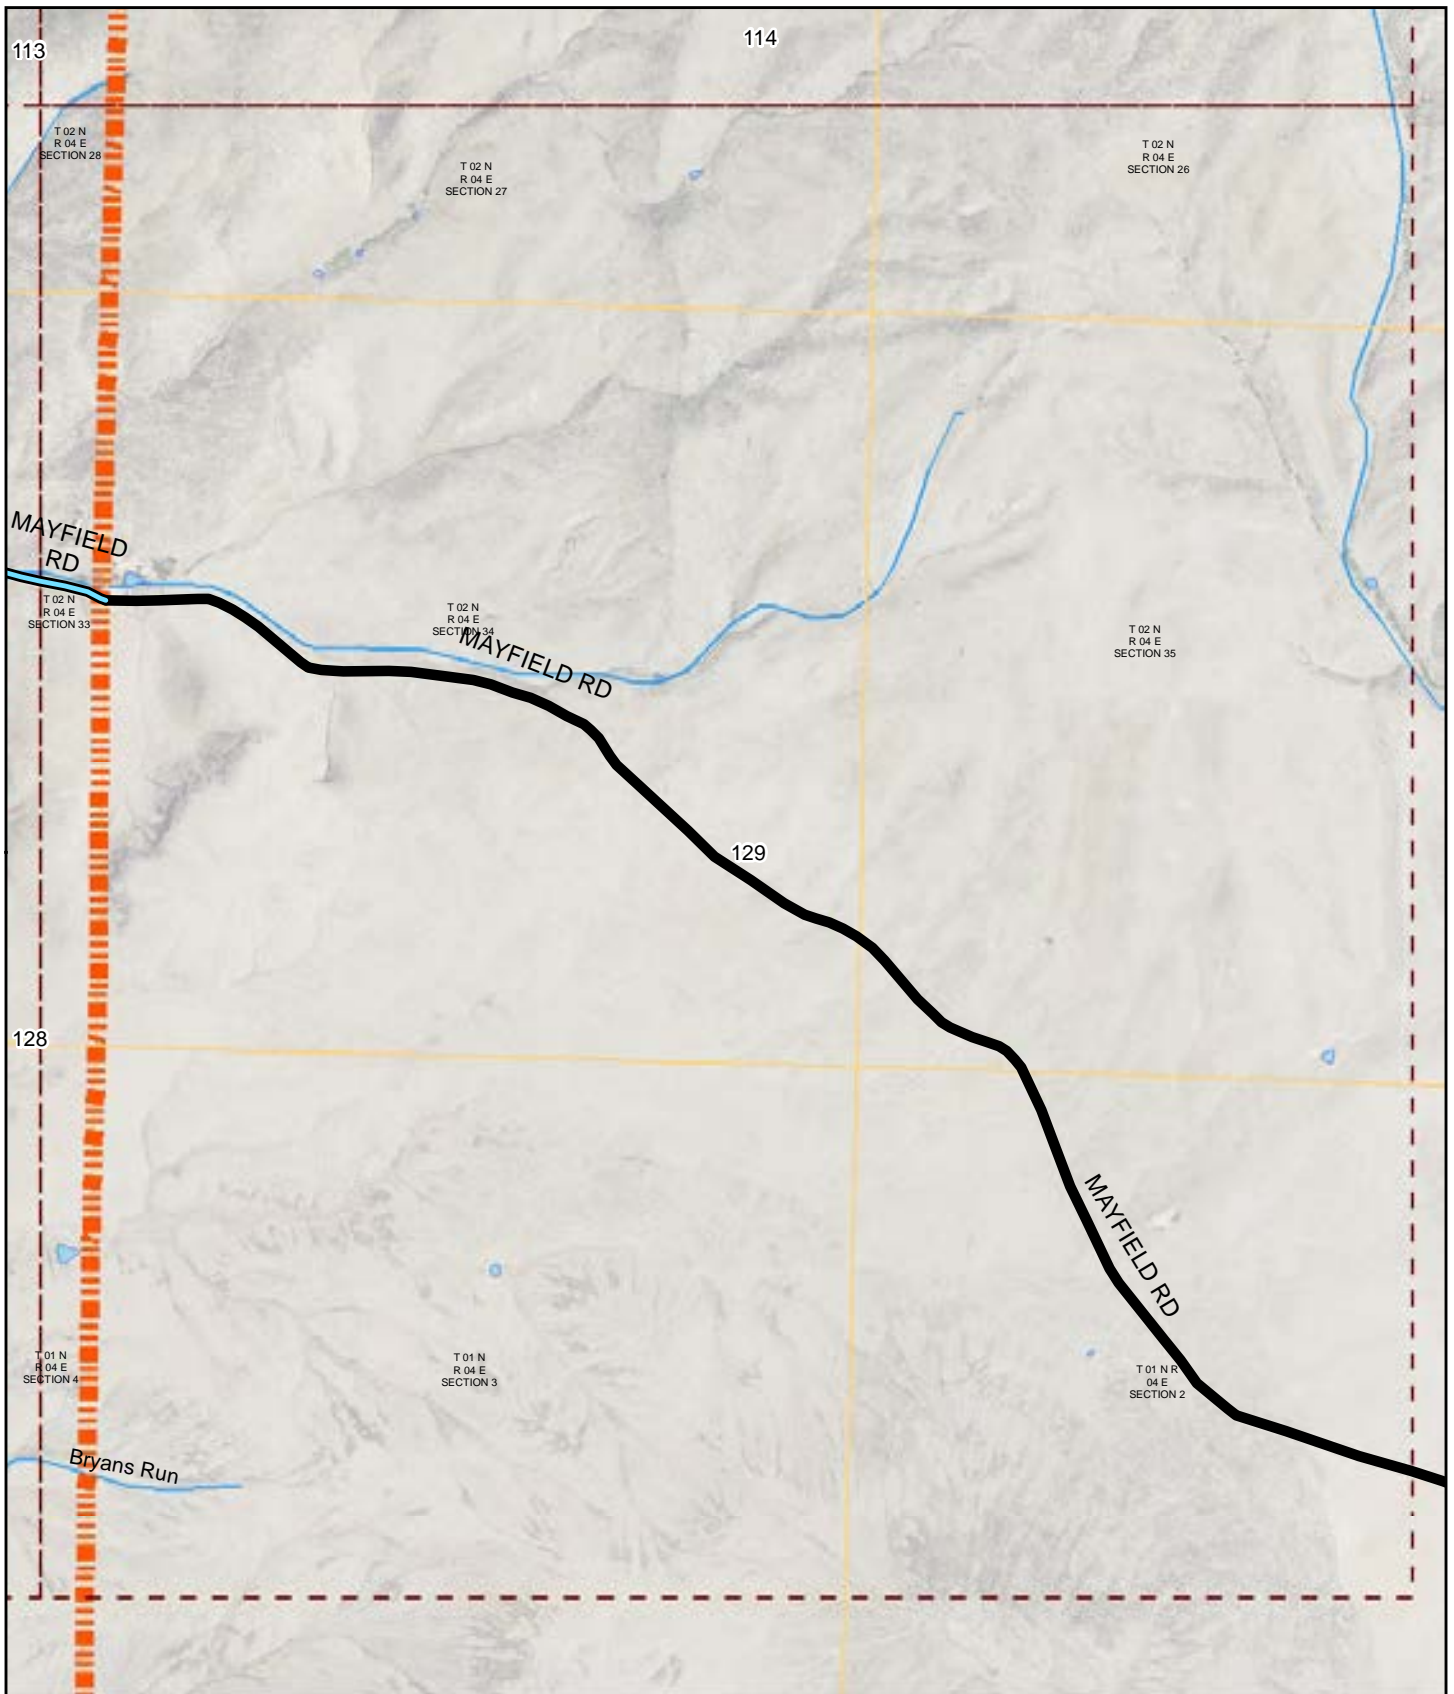 113
114
T 02 N
R 04 E
SECTION 28
T 02 N
R 04 E
SECTION 27
T 02 N
R 04 E
SECTION 26
MAYFIELD
RD
T 02 N
R 04 E
SECTION 33
T 02 N
R 04 E
SECTION 34
MAYFIELD RD
T 02 N
R 04 E
SECTION 35
129
128
MAYFIELD RD
T 01 N
R 04 E
SECTION 4
T 01 N
R 04 E
SECTION 3
T 01 N R
04 E
SECTION 2
Bryans Run